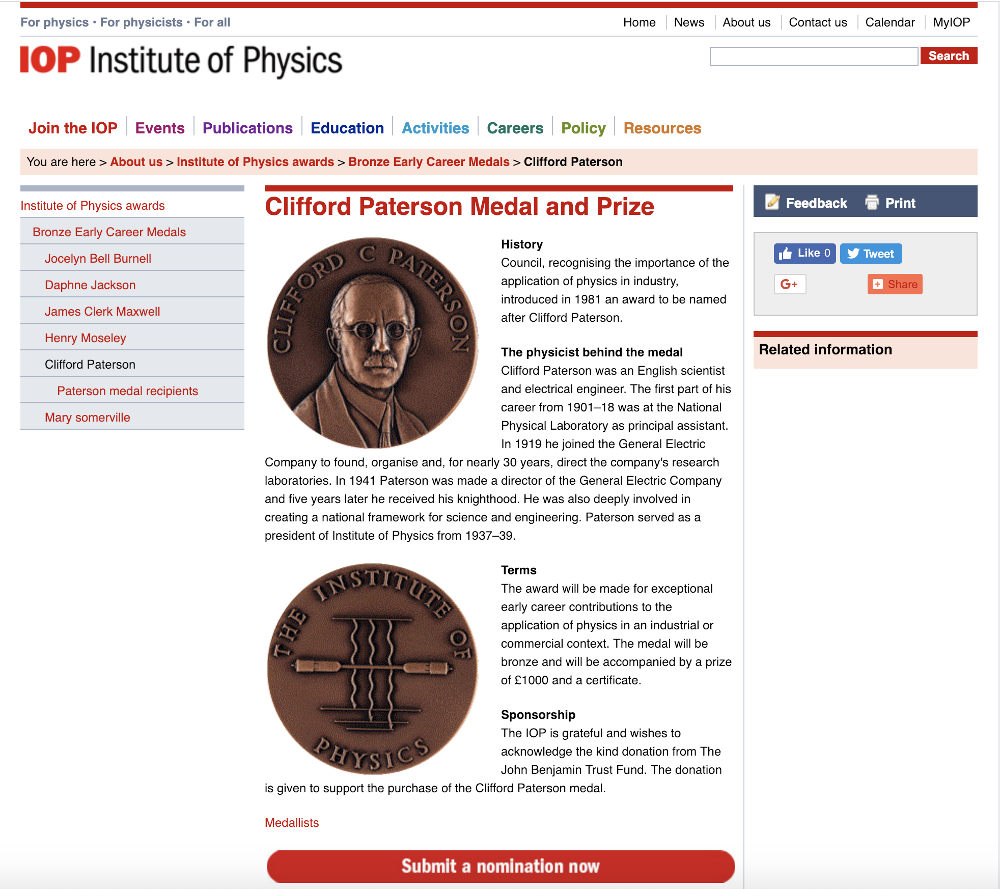 For physics · For physicists · For all
Home News About us Contact us Calendar MyIOP
IOP Institute of Physics
Search
Join the IOP Events Publications Education Activities Careers Policy Resources
You are here > About us > Institute of Physics awards > Bronze Early Career Medals > Clifford Paterson
Institute of Physics awards
Bronze Early Career Medals
Jocelyn Bell Burnell
Daphne Jackson
James Clerk Maxwell
Henry Moseley
Clifford Paterson
Paterson medal recipients
Mary somerville
Clifford Paterson Medal and Prize
CLIFFORD C PATERSON
History
Council, recognising the importance of the
application of physics in industry,
introduced in 1981 an award to be named
after Clifford Paterson.
The physicist behind the medal
Clifford Paterson was an English scientist
and electrical engineer. The first part of his
career from 1901–18 was at the National
Physical Laboratory as principal assistant.
In 1919 he joined the General Electric
Company to found, organise and, for nearly 30 years, direct the company's research
laboratories. In 1941 Paterson was made a director of the General Electric Company
and five years later he received his knighthood. He was also deeply involved in
creating a national framework for science and engineering. Paterson served as a
president of Institute of Physics from 1937–39.
THE INSTITUTE OF
PHYSICS
Terms
The award will be made for exceptional
early career contributions to the
application of physics in an industrial or
commercial context. The medal will be
bronze and will be accompanied by a prize
of £1000 and a certificate.
Sponsorship
The IOP is grateful and wishes to
acknowledge the kind donation from The
John Benjamin Trust Fund. The donation
is given to support the purchase of the Clifford Paterson medal.
Medallists
Submit a nomination now
Feedback Print
Like 0 Tweet
G+ Share
Related information